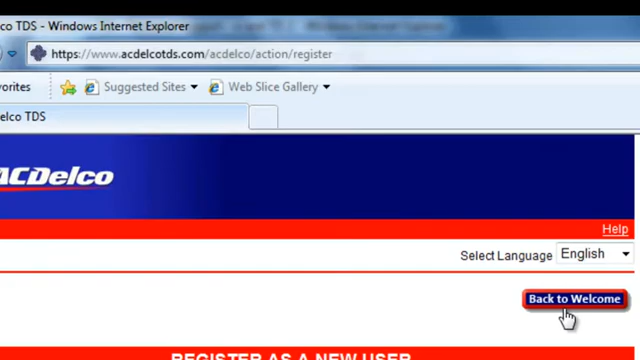 lco TDS - Windows Internet Explorer
https://www.acdelcotds.com/acdelco/action/register
vorites Suggested Sites Web Slice Gallery
elco TDS
ACDelco
Help
Select Language English
Back to Welcome
REGISTER AS A NEW USER